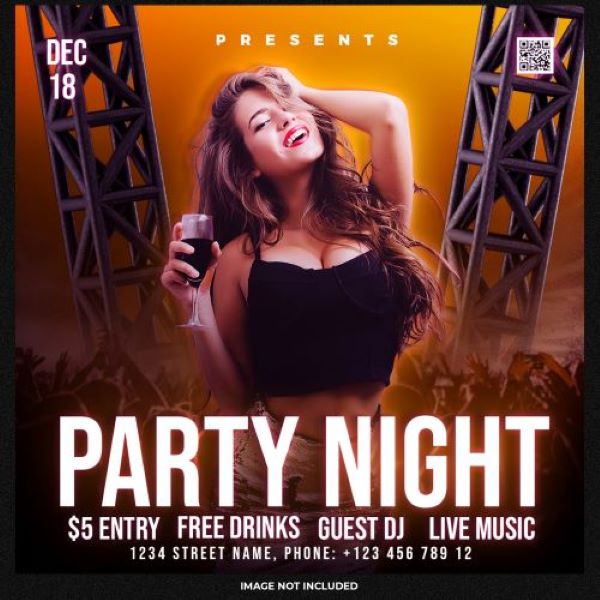 PRESENTS
DEC
18
PARTY NIGHT
$5 ENTRY FREE DRINKS GUEST DJ LIVE MUSIC
1234 STREET NAME, PHONE: +123 456 789 12
IMAGE NOT INCLUDED